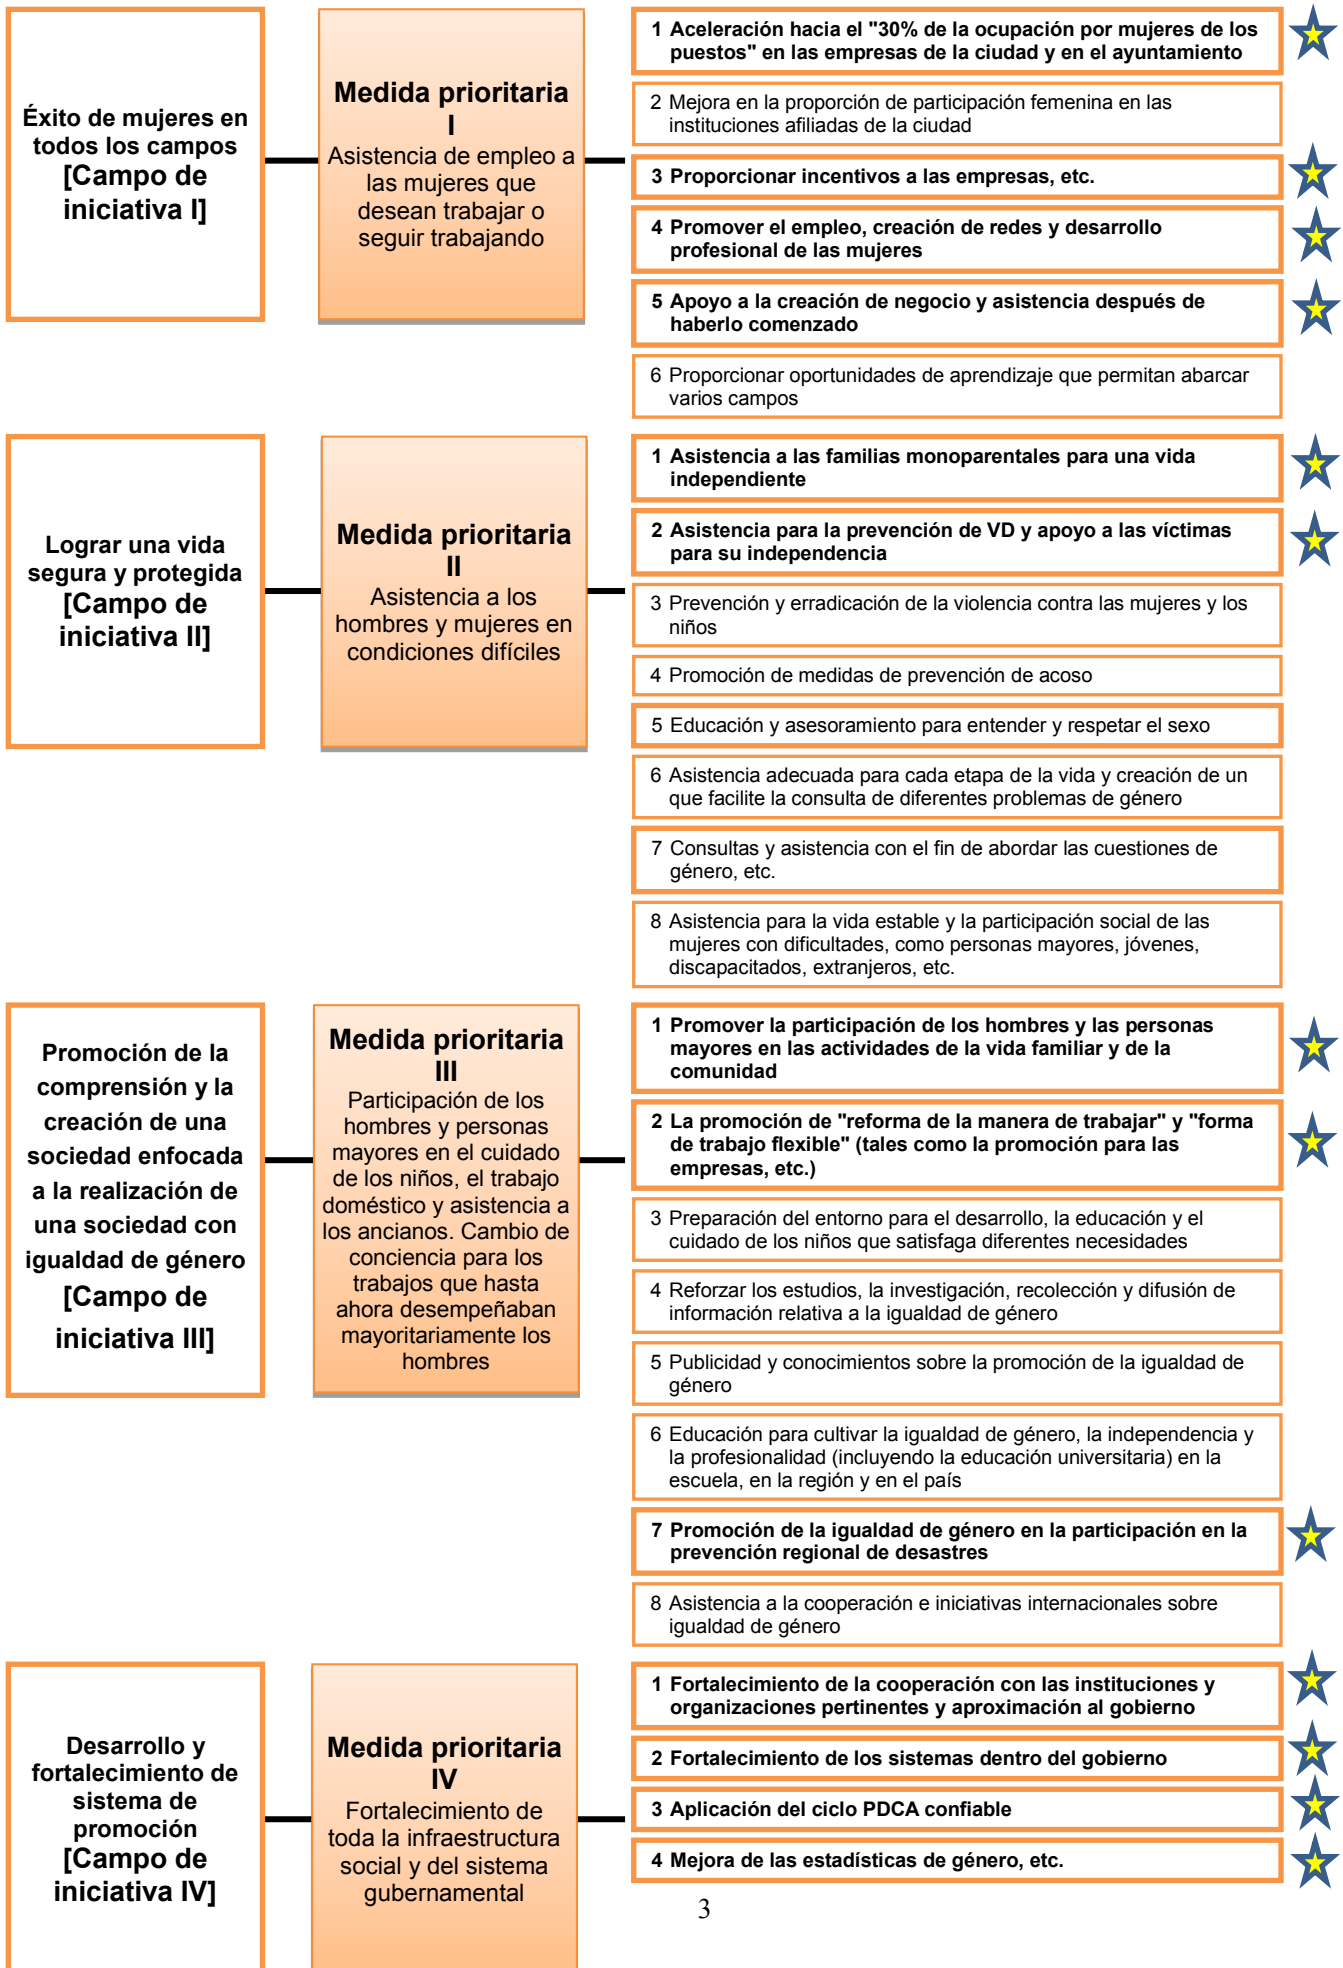 Éxito de mujeres en
todos los campos
[Campo de
iniciativa I]
Medida prioritaria
I
Asistencia de empleo a
las mujeres que
desean trabajar o
seguir trabajando
1 Aceleración hacia el "30% de la ocupación por mujeres de los
puestos" en las empresas de la ciudad y en el ayuntamiento
2 Mejora en la proporción de participación femenina en las
instituciones afiliadas de la ciudad
3 Proporcionar incentivos a las empresas, etc.
4 Promover el empleo, creación de redes y desarrollo
profesional de las mujeres
5 Apoyo a la creación de negocio y asistencia después de
haberlo comenzado
6 Proporcionar oportunidades de aprendizaje que permitan abarcar
varios campos
Lograr una vida
segura y protegida
[Campo de
iniciativa II]
Medida prioritaria
II
Asistencia a los
hombres y mujeres en
condiciones difíciles
1 Asistencia a las familias monoparentales para una vida
independiente
2 Asistencia para la prevención de VD y apoyo a las víctimas
para su independencia
3 Prevención y erradicación de la violencia contra las mujeres y los
niños
4 Promoción de medidas de prevención de acoso
5 Educación y asesoramiento para entender y respetar el sexo
6 Asistencia adecuada para cada etapa de la vida y creación de un
que facilite la consulta de diferentes problemas de género
7 Consultas y asistencia con el fin de abordar las cuestiones de
género, etc.
8 Asistencia para la vida estable y la participación social de las
mujeres con dificultades, como personas mayores, jóvenes,
discapacitados, extranjeros, etc.
Promoción de la
comprensión y la
creación de una
sociedad enfocada
a la realización de
una sociedad con
igualdad de género
[Campo de
iniciativa III]
Medida prioritaria
III
Participación de los
hombres y personas
mayores en el cuidado
de los niños, el trabajo
doméstico y asistencia a
los ancianos. Cambio de
conciencia para los
trabajos que hasta
ahora desempeñaban
mayoritariamente los
hombres
1 Promover la participación de los hombres y las personas
mayores en las actividades de la vida familiar y de la
comunidad
2 La promoción de "reforma de la manera de trabajar" y "forma
de trabajo flexible" (tales como la promoción para las
empresas, etc.)
3 Preparación del entorno para el desarrollo, la educación y el
cuidado de los niños que satisfaga diferentes necesidades
4 Reforzar los estudios, la investigación, recolección y difusión de
información relativa a la igualdad de género
5 Publicidad y conocimientos sobre la promoción de la igualdad de
género
6 Educación para cultivar la igualdad de género, la independencia y
la profesionalidad (incluyendo la educación universitaria) en la
escuela, en la región y en el país
7 Promoción de la igualdad de género en la participación en la
prevención regional de desastres
8 Asistencia a la cooperación e iniciativas internacionales sobre
igualdad de género
Desarrollo y
fortalecimiento de
sistema de
promoción
[Campo de
iniciativa IV]
Medida prioritaria
IV
Fortalecimiento de
toda la infraestructura
social y del sistema
gubernamental
1 Fortalecimiento de la cooperación con las instituciones y
organizaciones pertinentes y aproximación al gobierno
2 Fortalecimiento de los sistemas dentro del gobierno
3 Aplicación del ciclo PDCA confiable
4 Mejora de las estadísticas de género, etc.
3